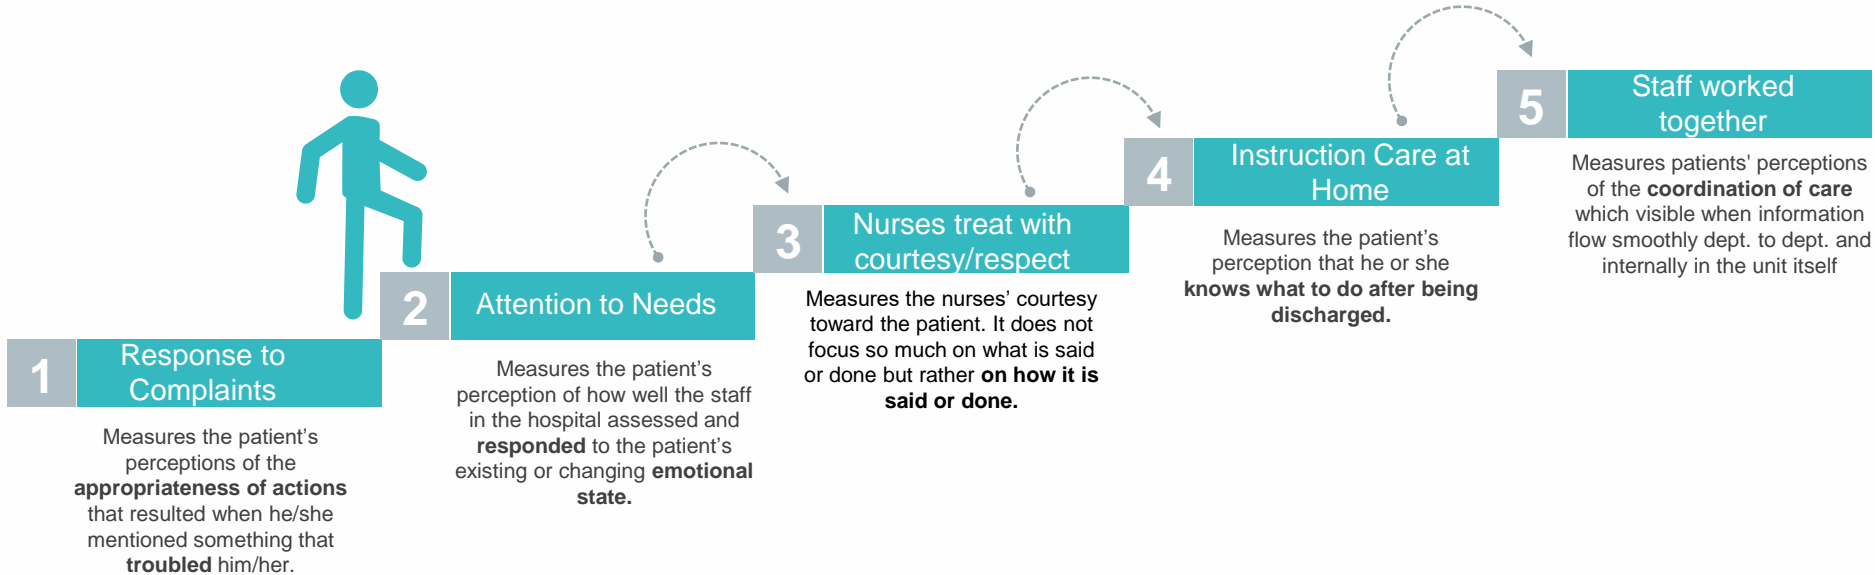 1
Response to
Complaints
Measures the patient’s
perceptions of the
appropriateness of actions
that resulted when he/she
mentioned something that
troubled him/her.
2
Attention to Needs
Measures the patient’s
perception of how well the staff
in the hospital assessed and
responded to the patient’s
existing or changing emotional
state.
3
Nurses treat with
courtesy/respect
Measures the nurses’ courtesy
toward the patient. It does not
focus so much on what is said
or done but rather on how it is
said or done.
4
Instruction Care at
Home
Measures the patient’s
perception that he or she
knows what to do after being
discharged.
5
Staff worked
together
Measures patients' perceptions
of the coordination of care
which visible when information
flow smoothly dept. to dept. and
internally in the unit itself